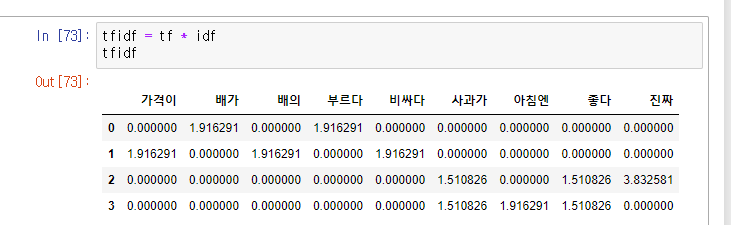 In [73]: tfidf = tf * idf
tfidf
Out[73]:
가격이 배가 배의 부르다 비싸다 사과가 아침엔 좋다 진짜
0 0.000000 1.916291 0.000000 1.916291 0.000000 0.000000 0.000000 0.000000 0.000000
1 1.916291 0.000000 1.916291 0.000000 1.916291 0.000000 0.000000 0.000000 0.000000
2 0.000000 0.000000 0.000000 0.000000 0.000000 1.510826 0.000000 1.510826 3.832581
3 0.000000 0.000000 0.000000 0.000000 0.000000 1.510826 1.916291 1.510826 0.000000